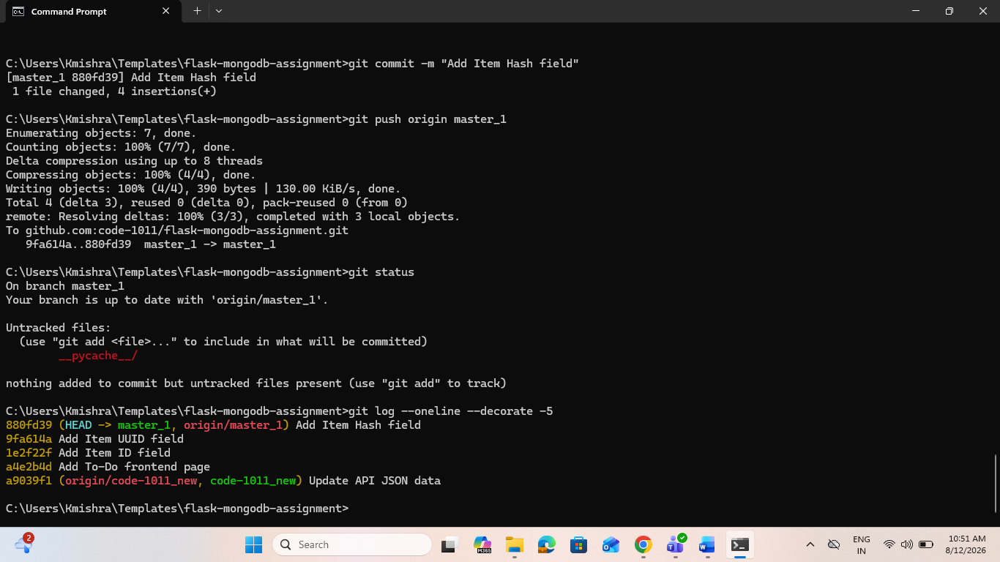 Command Prompt
C:\Users\Kmishra\Templates\flask-mongodb-assignment>git commit -m "Add Item Hash field"
[master_1 880fd39] Add Item Hash field
 1 file changed, 4 insertions(+)
C:\Users\Kmishra\Templates\flask-mongodb-assignment>git push origin master_1
Enumerating objects: 7, done.
Counting objects: 100% (7/7), done.
Delta compression using up to 8 threads
Compressing objects: 100% (4/4), done.
Writing objects: 100% (4/4), 390 bytes | 130.00 KiB/s, done.
Total 4 (delta 3), reused 0 (delta 0), pack-reused 0 (from 0)
remote: Resolving deltas: 100% (3/3), completed with 3 local objects.
To github.com:code-1011/flask-mongodb-assignment.git
   9fa614a..880fd39  master_1 -> master_1
C:\Users\Kmishra\Templates\flask-mongodb-assignment>git status
On branch master_1
Your branch is up to date with 'origin/master_1'.
Untracked files:
  (use "git add <file>..." to include in what will be committed)
        __pycache__/
nothing added to commit but untracked files present (use "git add" to track)
C:\Users\Kmishra\Templates\flask-mongodb-assignment>git log --oneline --decorate -5
880fd39 (HEAD -> master_1, origin/master_1) Add Item Hash field
9fa614a Add Item UUID field
1e2f22f Add Item ID field
a4e2b4d Add To-Do frontend page
a9039f1 (origin/code-1011_new, code-1011_new) Update API JSON data
C:\Users\Kmishra\Templates\flask-mongodb-assignment>
2
Search
M365
ENG
IN
10:51 AM
8/12/2026